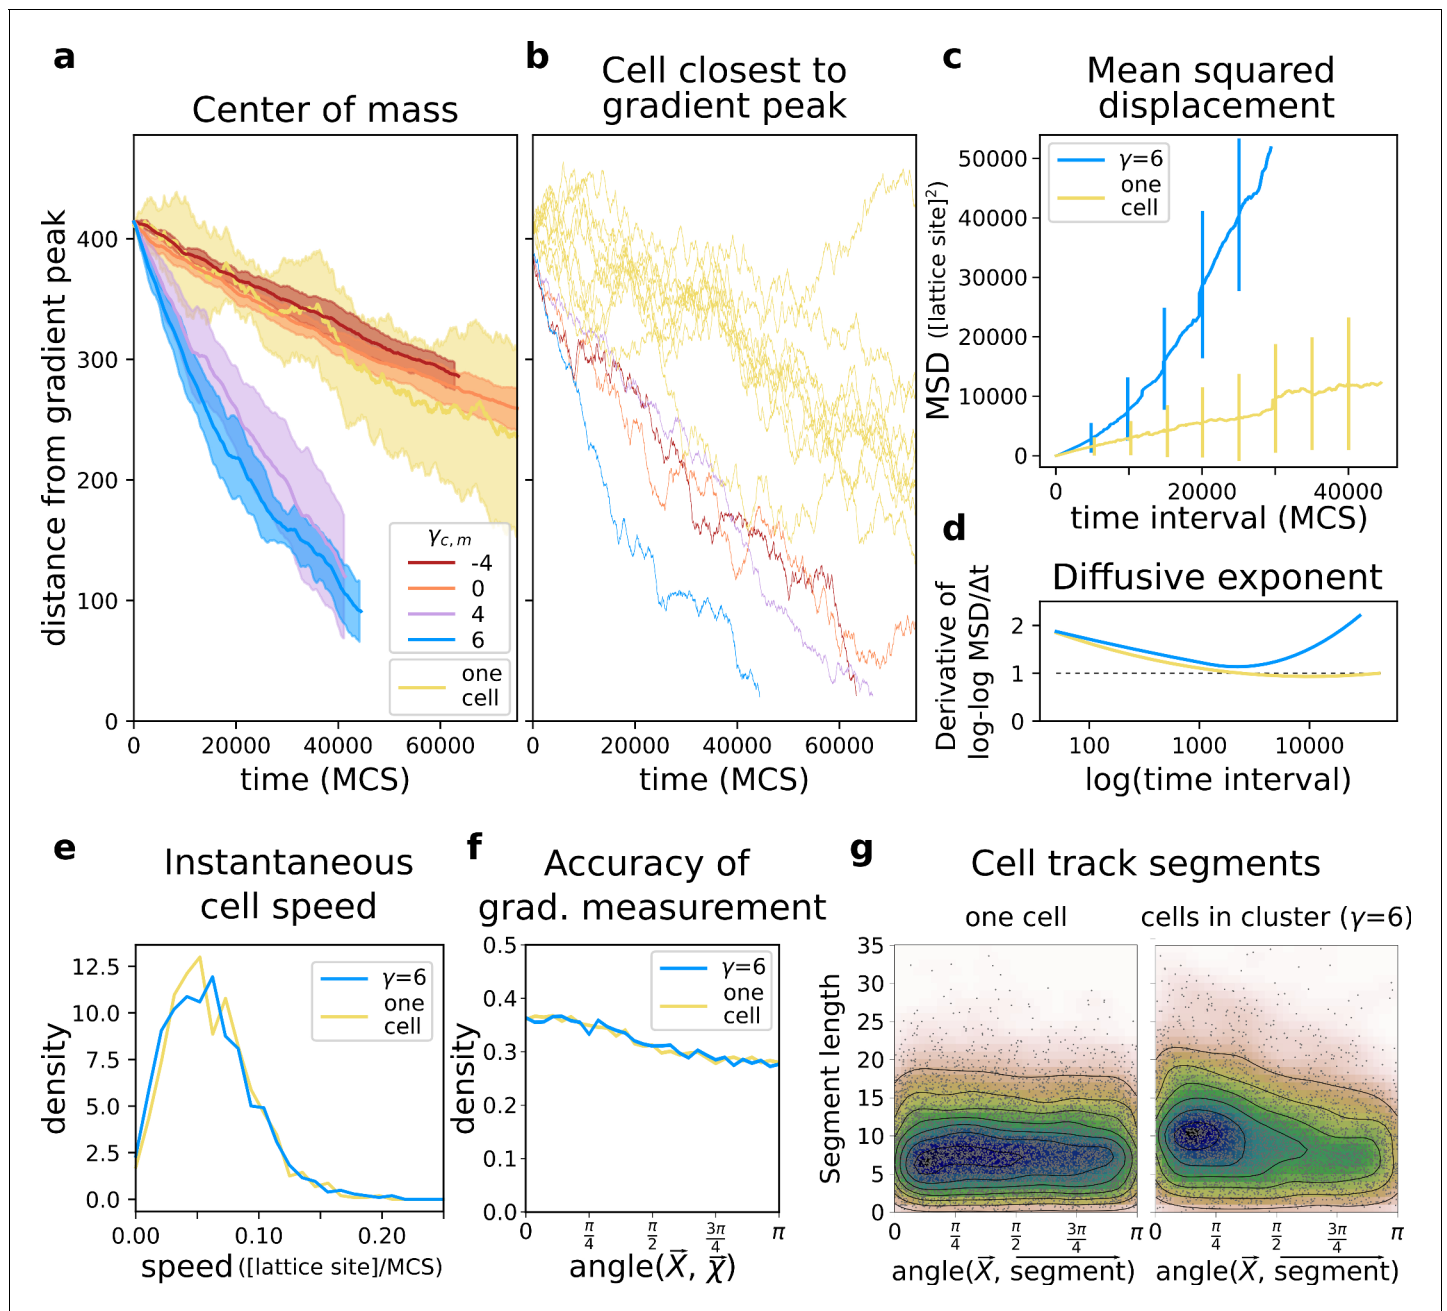 a
Center of mass
distance from gradient peak
400
300
200
100
0
0
20000
40000
60000
time (MCS)
γc, m
-4
0
4
6
one
cell
b
Cell closest to
gradient peak
0
20000
40000
60000
time (MCS)
c
Mean squared
displacement
MSD ([lattice site]²)
50000
40000
30000
20000
10000
0
γ=6
one
cell
0
20000
40000
time interval (MCS)
d
Diffusive exponent
Derivative of
log-log MSD/Δt
2
1
0
100
1000
10000
log(time interval)
e
Instantaneous
cell speed
density
12.5
10.0
7.5
5.0
2.5
0.0
γ=6
one
cell
0.00
0.10
0.20
speed ([lattice site]/MCS)
f
Accuracy of
grad. measurement
density
0.5
0.4
0.3
0.2
0.1
0.0
γ=6
one
cell
0
π/4
π/2
3π/4
π
angle(X⃗, χ⃗)
g
Cell track segments
one cell
cells in cluster (γ=6)
Segment length
35
30
25
20
15
10
5
0
0
π/4
π/2
3π/4
π
angle(X⃗, segment)
0
π/4
π/2
3π/4
π
angle(X⃗, segment)